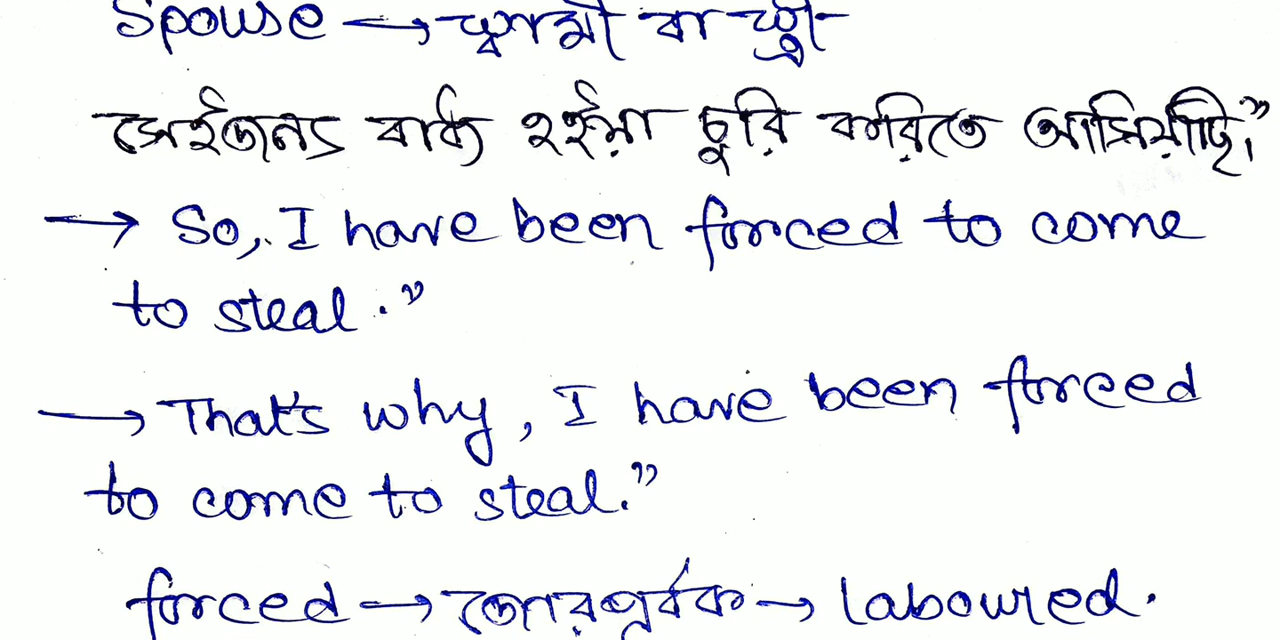 Spouse → স্বামী বা স্ত্রী
সেইজন্য বাধ্য হইয়া চুরি করিতে আসিয়াছি।”
→ So, I have been forced to come
to steal.”
→ That's why, I have been forced
to come to steal.”
forced → জোরপূর্বক → Laboured.